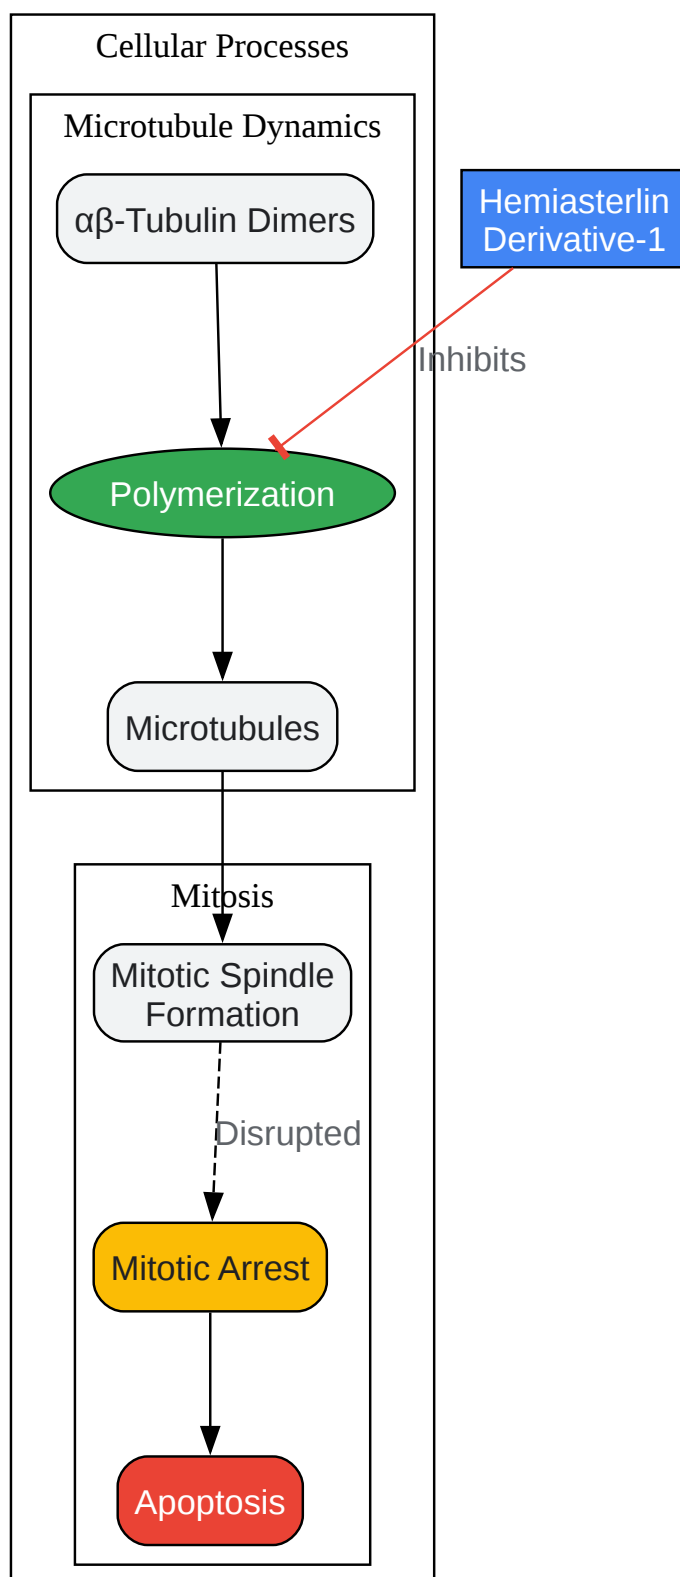 Cellular Processes
Microtubule Dynamics
αβ-Tubulin Dimers
Hemiasterlin
Derivative-1
Inhibits
Polymerization
Microtubules
Mitosis
Mitotic Spindle
Formation
Disrupted
Mitotic Arrest
Apoptosis